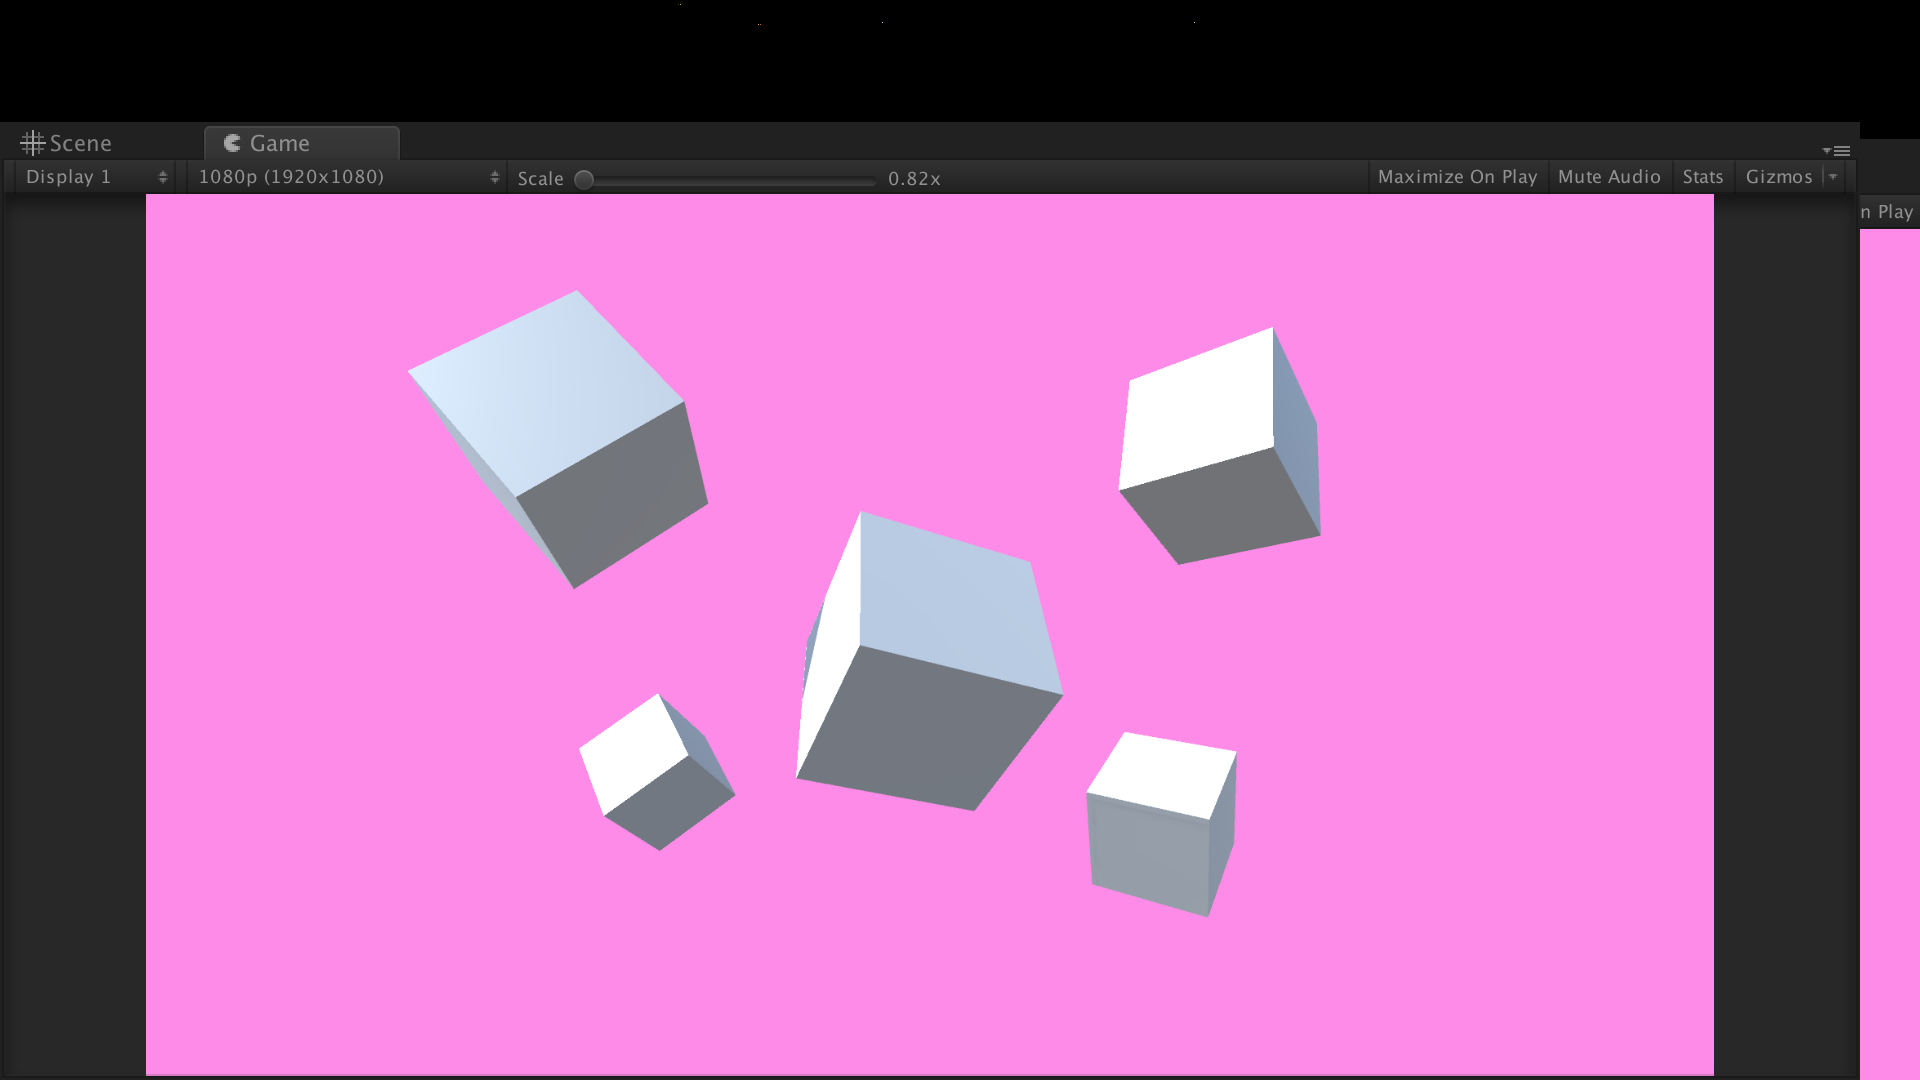 Scene Game
Display 1 1080p (1920x1080) Scale 0.82x Maximize On Play Mute Audio Stats Gizmos
n Play